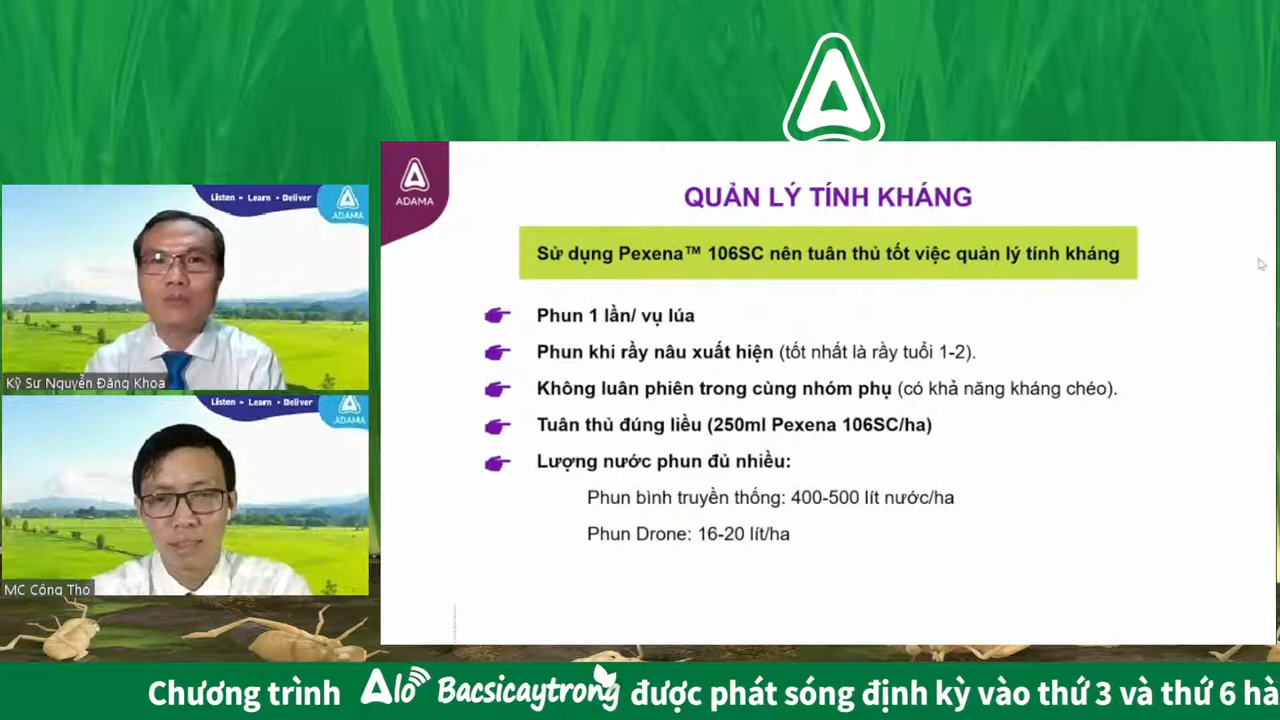 Listen ▸ Learn ▸ Deliver
ADAMA
Kỹ Sư Nguyễn Đăng Khoa
Listen ▸ Learn ▸ Deliver
ADAMA
MC Công Tho
ADAMA
QUẢN LÝ TÍNH KHÁNG
Sử dụng Pexena™ 106SC nên tuân thủ tốt việc quản lý tính kháng
Phun 1 lần/ vụ lúa
Phun khi rầy nâu xuất hiện (tốt nhất là rầy tuổi 1-2).
Không luân phiên trong cùng nhóm phụ (có khả năng kháng chéo).
Tuân thủ đúng liều (250ml Pexena 106SC/ha)
Lượng nước phun đủ nhiều:
Phun bình truyền thống: 400-500 lít nước/ha
Phun Drone: 16-20 lít/ha
Chương trình Alô Bacsicaytrong được phát sóng định kỳ vào thứ 3 và thứ 6 hà